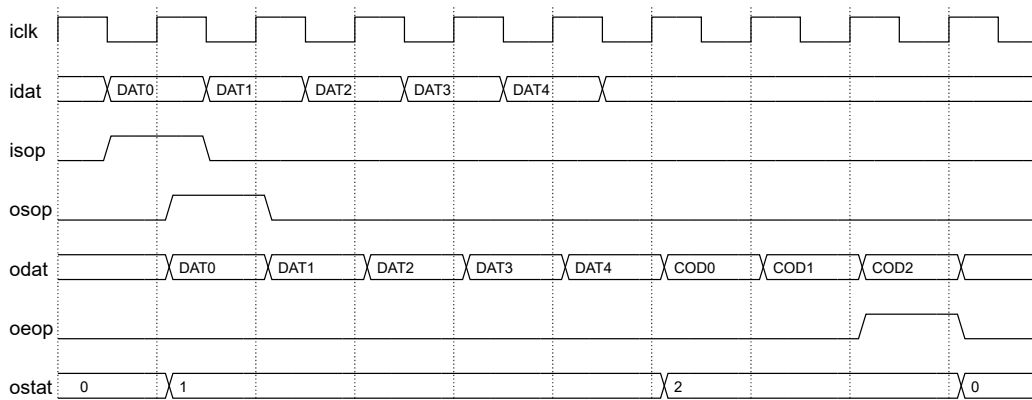 iclk
idat DAT0 DAT1 DAT2 DAT3 DAT4
isop
osop
odat DAT0 DAT1 DAT2 DAT3 DAT4 COD0 COD1 COD2
oeop
ostat 0 1 2 0